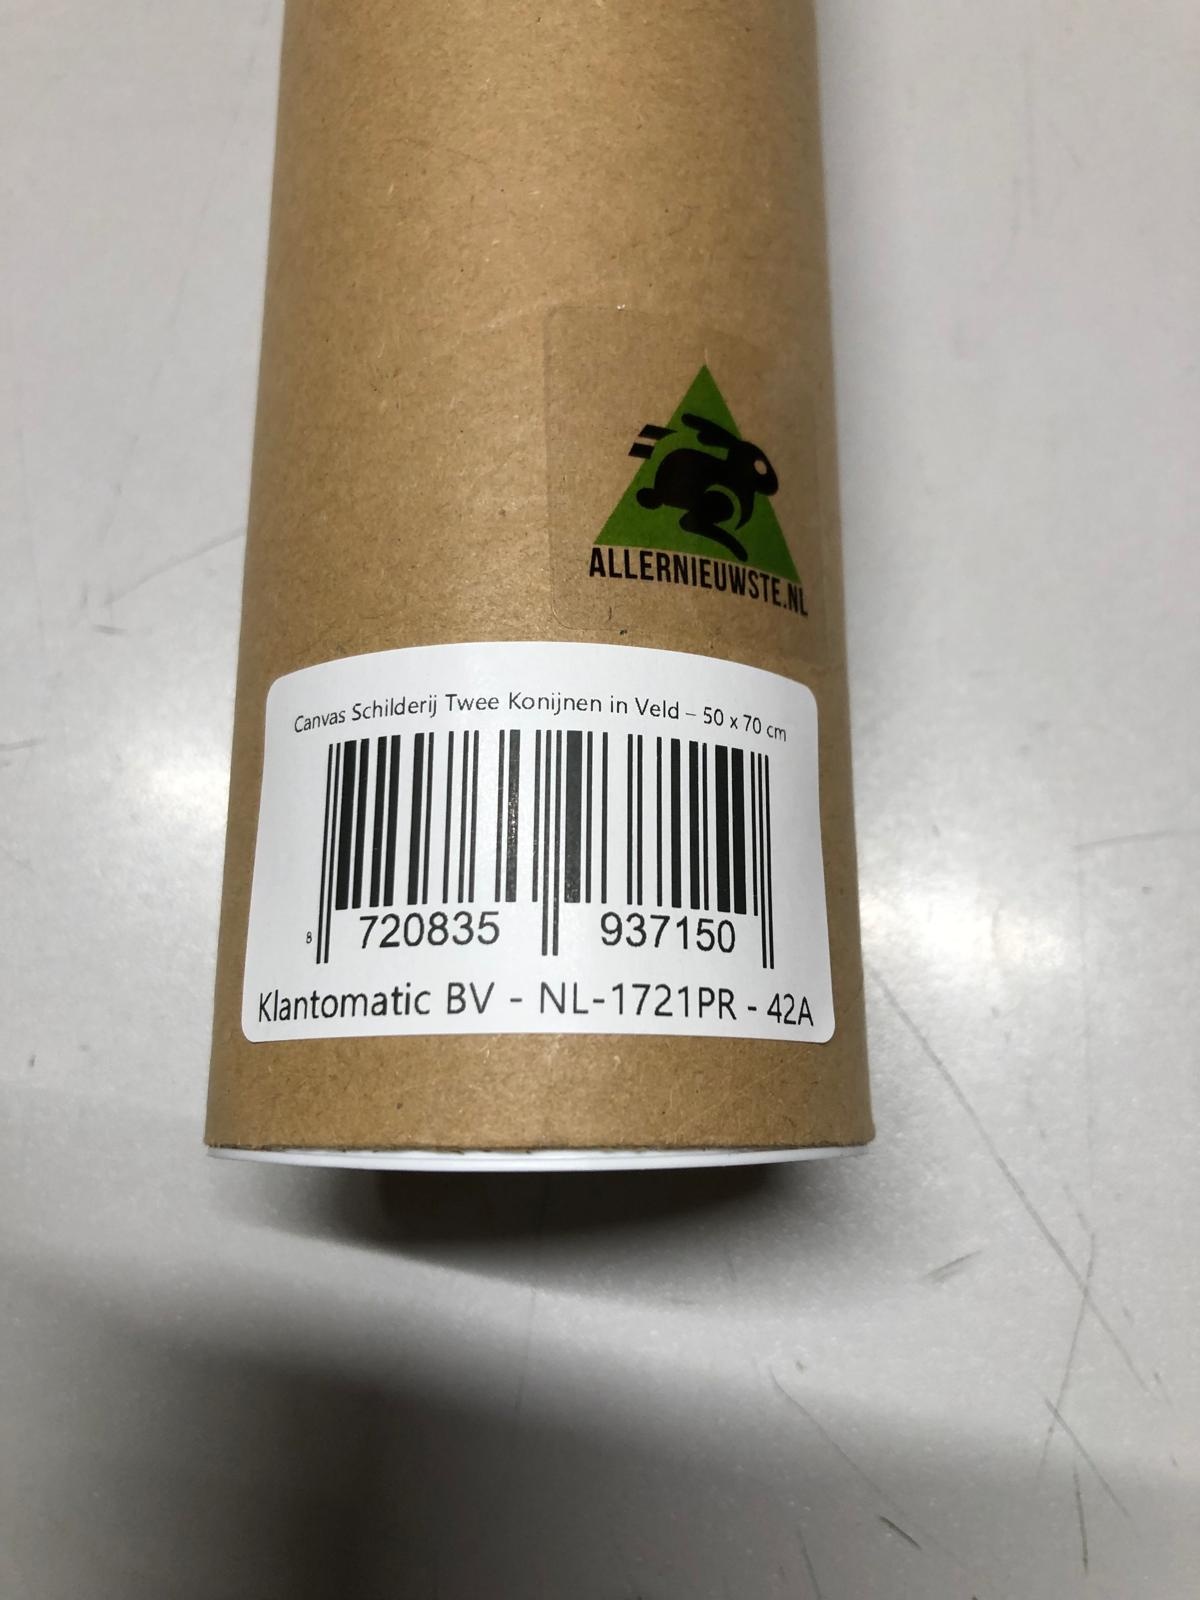 ALLERNIEUWSTE.NL
Canvas Schilderij Twee Konijnen in Veld – 50 x 70 cm
8 720835 937150
Klantomatic BV - NL-1721PR - 42A